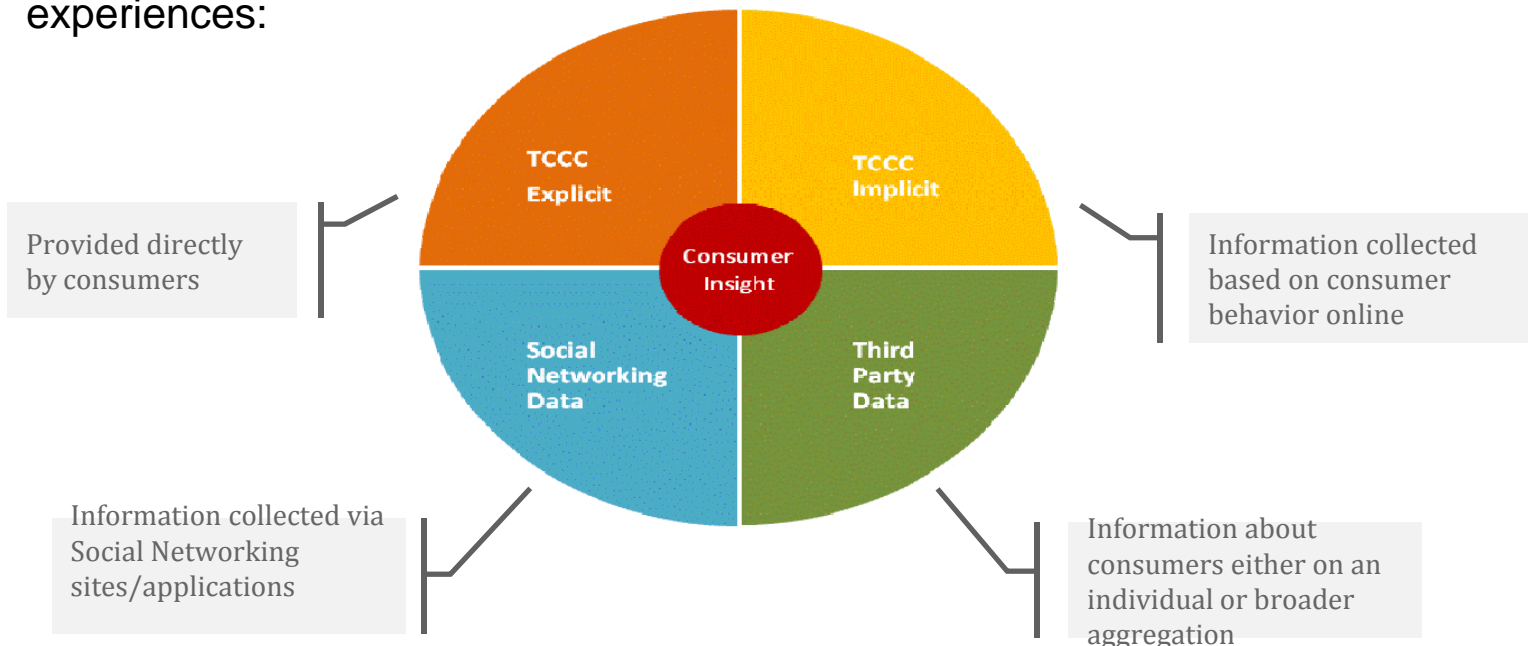 experiences:
TCCC
Explicit
TCCC
Implicit
Provided directly
by consumers
Consumer
Insight
Information collected
based on consumer
behavior online
Social
Networking
Data
Third
Party
Data
Information collected via
Social Networking
sites/applications
Information about
consumers either on an
individual or broader
aggregation